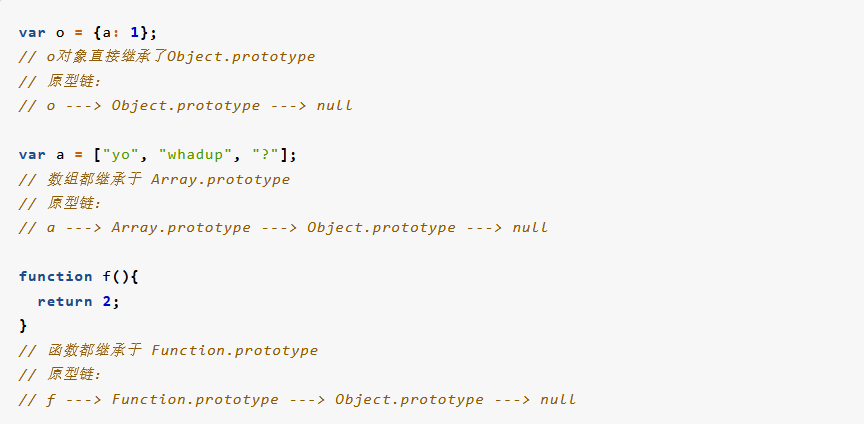 var o = {a: 1};
// o对象直接继承了Object.prototype
// 原型链：
// o ---> Object.prototype ---> null
var a = ["yo", "whadup", "?"];
// 数组都继承于 Array.prototype
// 原型链：
// a ---> Array.prototype ---> Object.prototype ---> null
function f(){
  return 2;
}
// 函数都继承于 Function.prototype
// 原型链：
// f ---> Function.prototype ---> Object.prototype ---> null